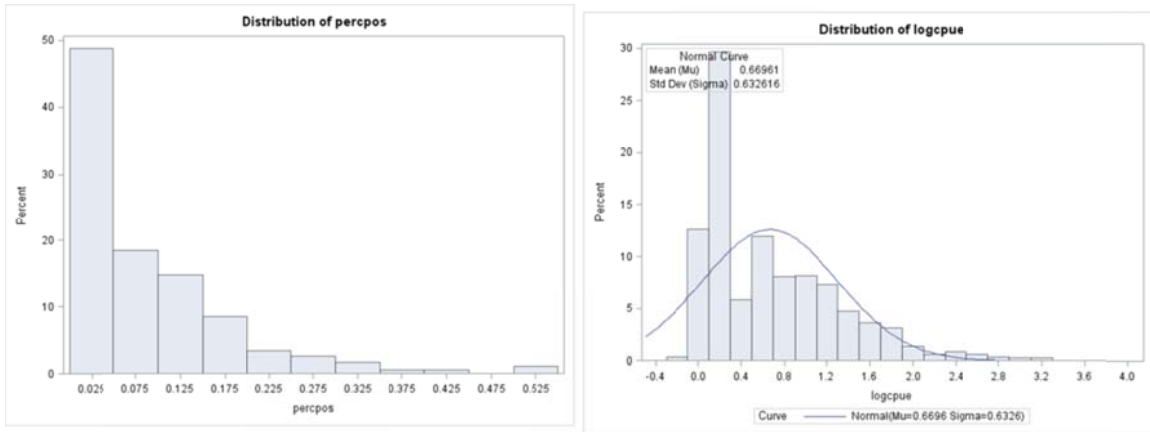 Distribution of percpos
50
40
30
20
10
0
Percent
0.025 0.075 0.125 0.175 0.225 0.275 0.325 0.375 0.425 0.475 0.525
percpos
Distribution of logcpue
Normal Curve
Mean (Mu) 0.66961
Std Dev (Sigma) 0.632616
30
25
20
15
10
5
0
Percent
-0.4 0.0 0.4 0.8 1.2 1.6 2.0 2.4 2.8 3.2 3.6 4.0
logcpue
Curve Normal(Mu=0.6696 Sigma=0.6326)